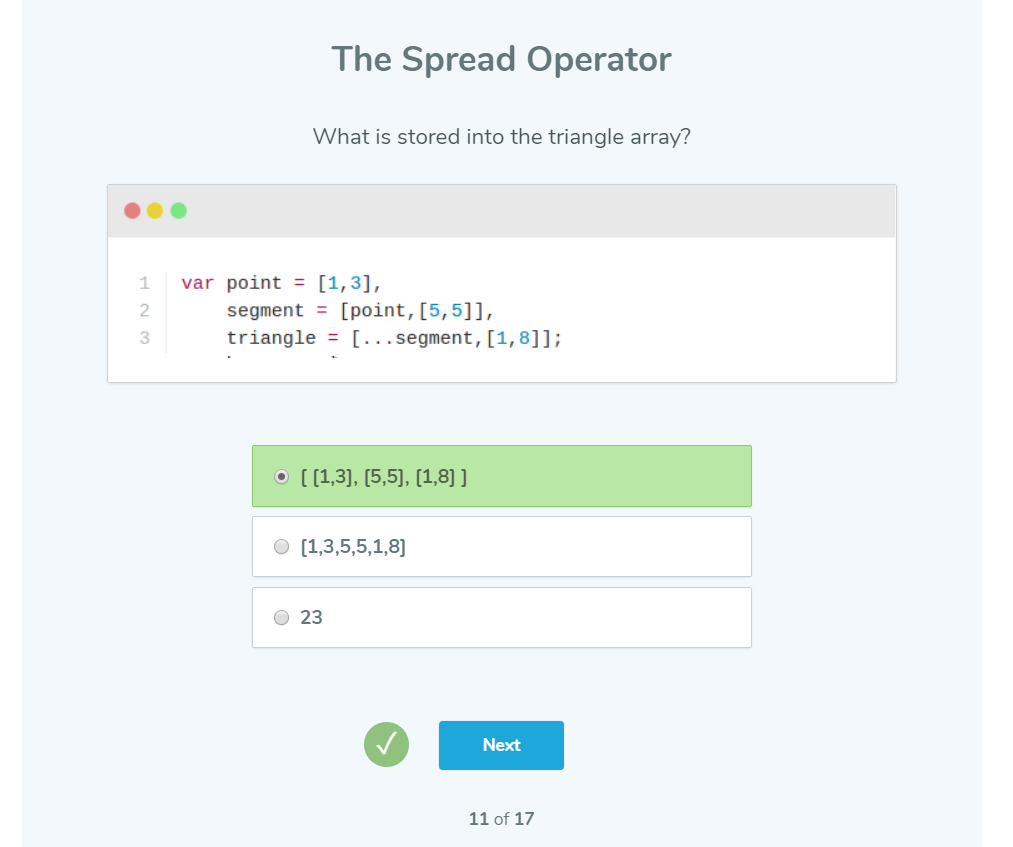 The Spread Operator
What is stored into the triangle array?
1 var point = [1,3],
2     segment = [point,[5,5]],
3     triangle = [...segment,[1,8]];
[ [1,3], [5,5], [1,8] ]
[1,3,5,5,1,8]
23
Next
11 of 17